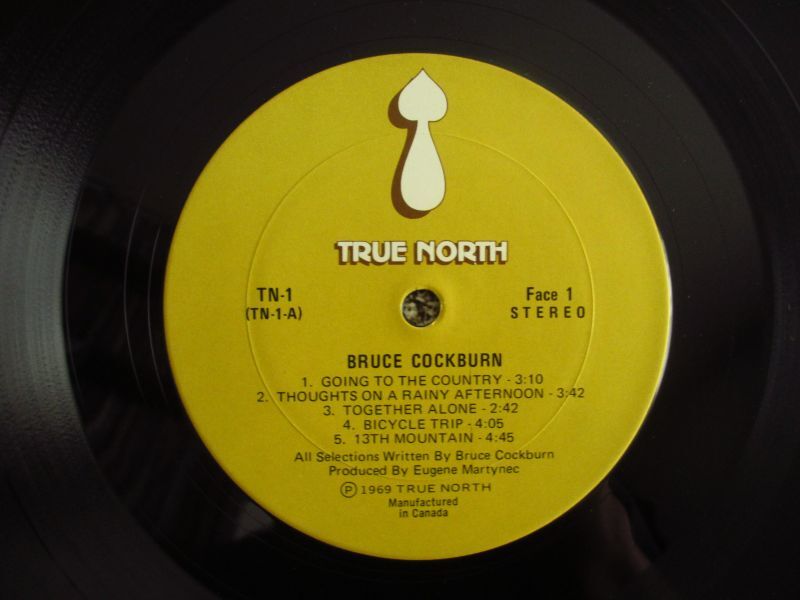 TRUE NORTH
TN-1
(TN-1-A)
Face 1
STEREO
BRUCE COCKBURN
1. GOING TO THE COUNTRY - 3:10
2. THOUGHTS ON A RAINY AFTERNOON - 3:42
3. TOGETHER ALONE - 2:42
4. BICYCLE TRIP - 4:05
5. 13TH MOUNTAIN - 4:45
All Selections Written By Bruce Cockburn
Produced By Eugene Martynec
℗ 1969 TRUE NORTH
Manufactured
in Canada